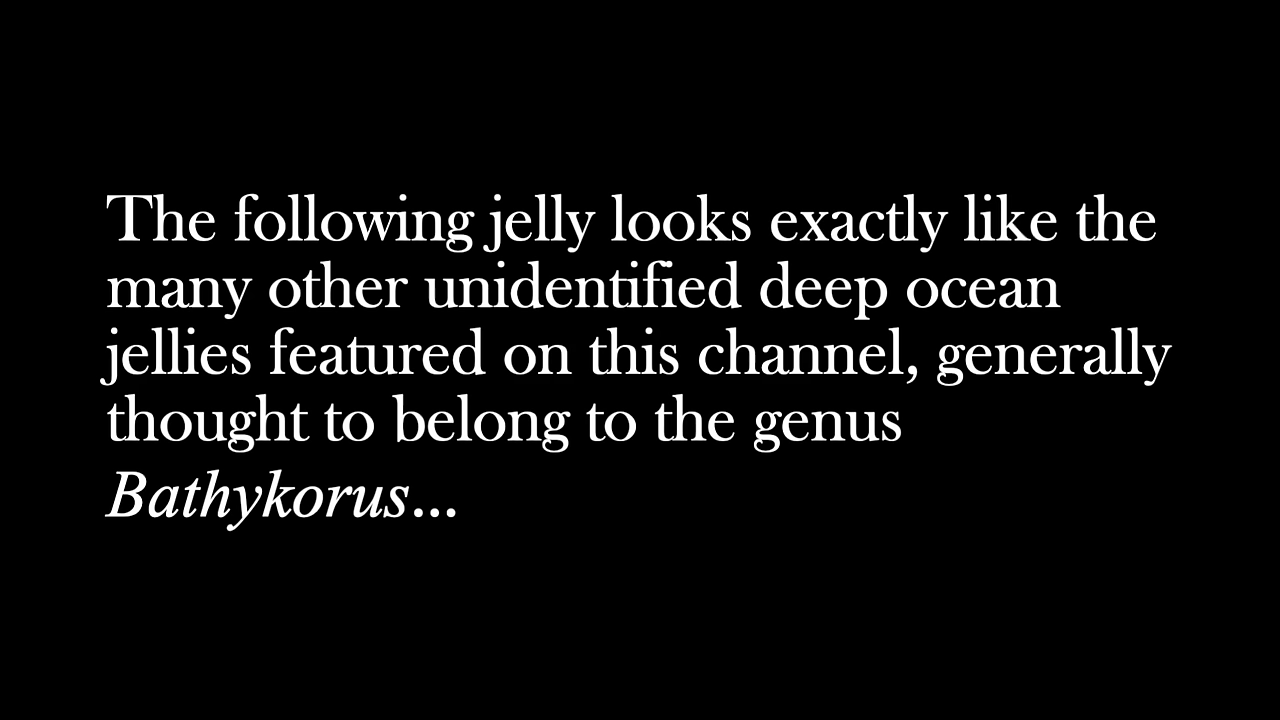 The following jelly looks exactly like the
many other unidentified deep ocean
jellies featured on this channel, generally
thought to belong to the genus
Bathykorus...